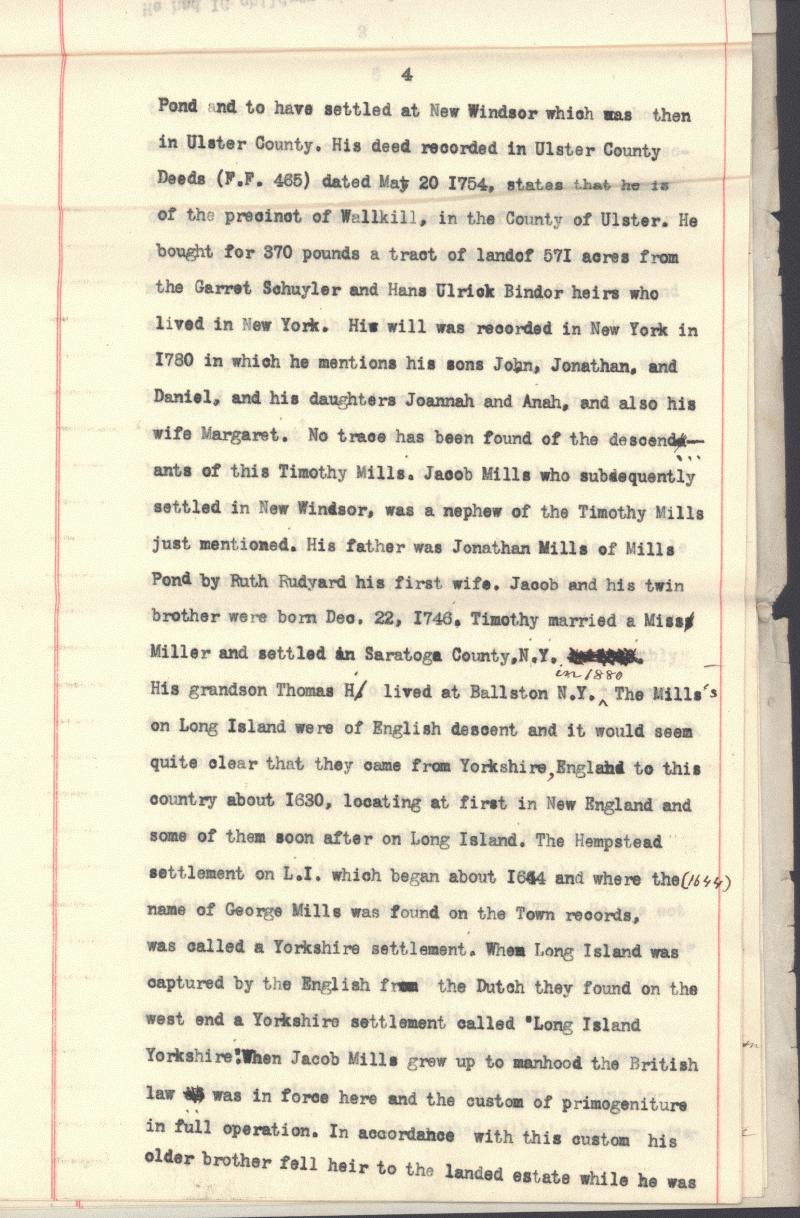 4
Pond and to have settled at New Windsor which was then
in Ulster County. His deed recorded in Ulster County
Deeds (F.F. 465) dated May 20 I754, states that he is
of the precinct of Wallkill, in the County of Ulster. He
bought for 370 pounds a tract of landof 57I acres from
the Garret Schuyler and Hans Ulrick Bindor heirs who
lived in New York. His will was recorded in New York in
I780 in which he mentions his sons John, Jonathan, and
Daniel, and his daughters Joannah and Anah, and also his
wife Margaret. No trace has been found of the descend—
ants of this Timothy Mills. Jacob Mills who subsequently
settled in New Windsor, was a nephew of the Timothy Mills
just mentioned. His father was Jonathan Mills of Mills
Pond by Ruth Rudyard his first wife. Jacob and his twin
brother were born Dec. 22, I746. Timothy married a Miss
Miller and settled in Saratoga County,N.Y.
in 1880
His grandson Thomas H/ lived at Ballston N.Y.^ The Mills's
on Long Island were of English descent and it would seem
quite clear that they came from Yorkshire, England to this
country about I630, locating at first in New England and
some of them soon after on Long Island. The Hempstead
settlement on L.I. which began about I644 and where the (1644)
name of George Mills was found on the Town records,
was called a Yorkshire settlement. When Long Island was
captured by the English from the Dutch they found on the
west end a Yorkshire settlement called "Long Island
Yorkshire". When Jacob Mills grew up to manhood the British
law was in force here and the custom of primogeniture
in full operation. In accordance with this custom his
older brother fell heir to the landed estate while he was